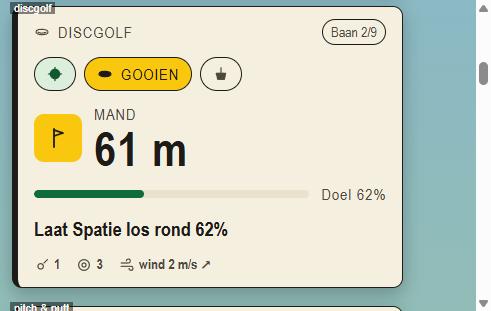 discgolf
DISCGOLF
Baan 2/9
GOOIEN
MAND
61 m
Doel 62%
Laat Spatie los rond 62%
1 3 wind 2 m/s ↗
pitch & putt